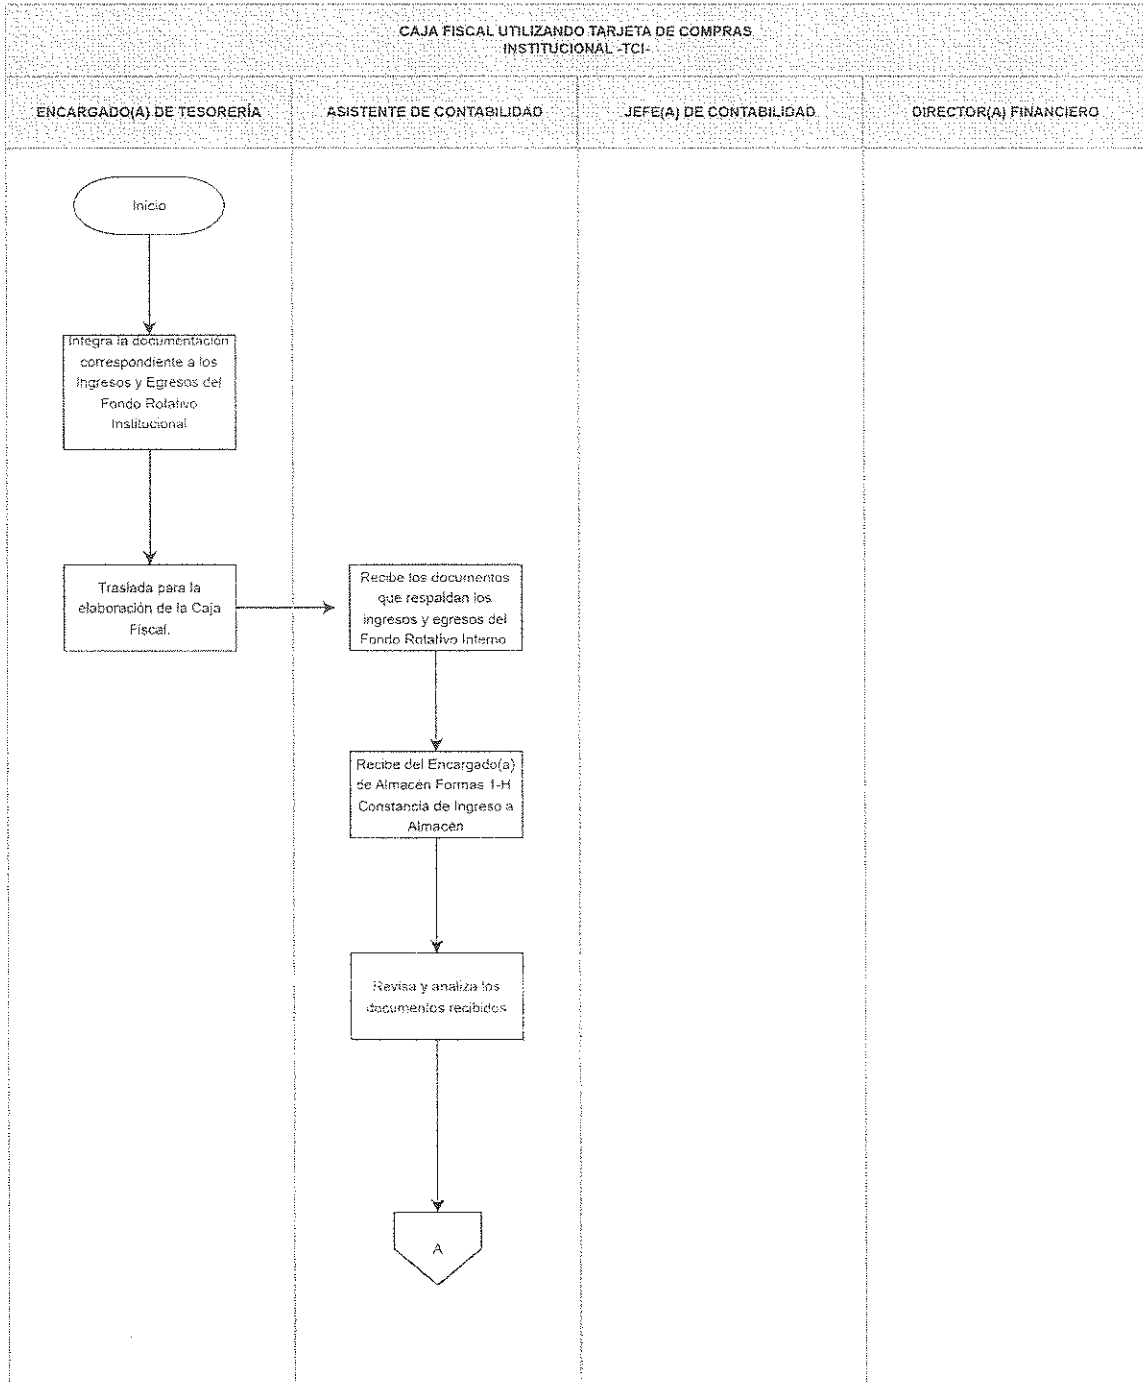 CAJA FISCAL UTILIZANDO TARJETA DE COMPRAS
INSTITUCIONAL -TCI-
ENCARGADO(A) DE TESORERÍA
ASISTENTE DE CONTABILIDAD
JEFE(A) DE CONTABILIDAD
DIRECTOR(A) FINANCIERO
Inicio
Integra la documentación
correspondiente a los
Ingresos y Egresos del
Fondo Rotativo
Institucional
Traslada para la
elaboración de la Caja
Fiscal.
Recibe los documentos
que respaldan los
ingresos y egresos del
Fondo Rotativo Interno
Recibe del Encargado(a)
de Almacén Formas 1-H
Constancia de Ingreso a
Almacén
Revisa y analiza los
documentos recibidos
A